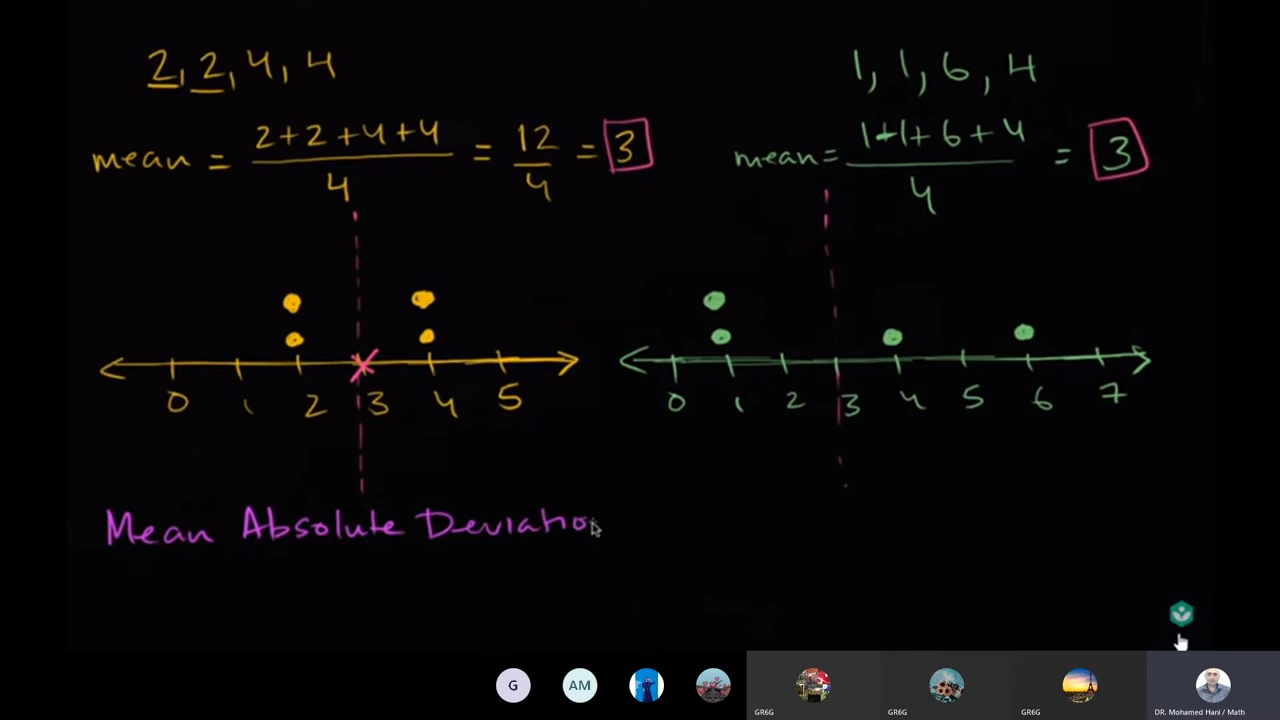 2, 2, 4, 4
mean = 2+2+4+4 / 4 = 12/4 = 3
1, 1, 6, 4
mean = 1+1+6+4 / 4 = 3
0 1 2 3 4 5
0 1 2 3 4 5 6 7
Mean Absolute Deviatio
G
AM
GR6G
GR6G
GR6G
DR. Mohamed Hani / Math